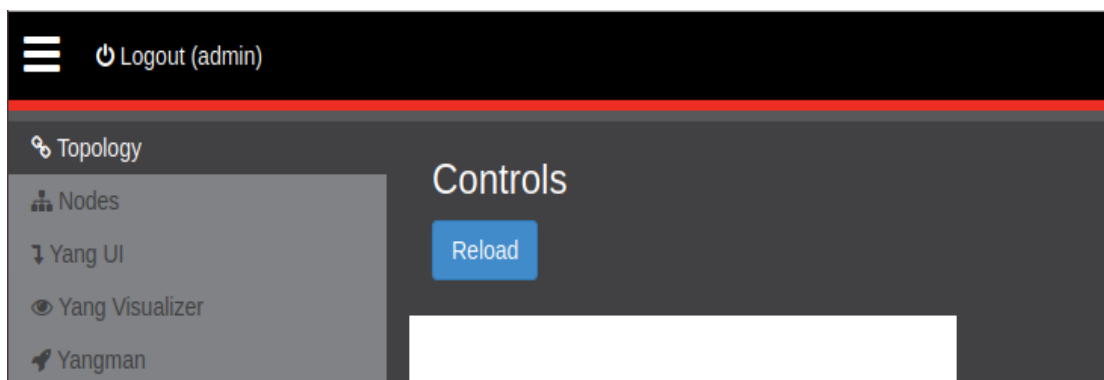 Logout (admin)
Topology
Nodes
Yang UI
Yang Visualizer
Yangman
Controls
Reload